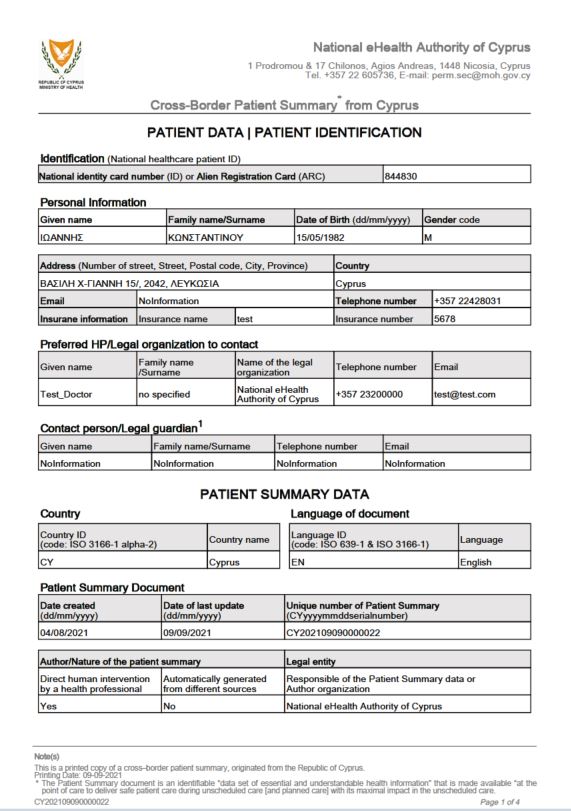 National eHealth Authority of Cyprus
1 Prodromou & 17 Chilonos, Agios Andreas, 1448 Nicosia, Cyprus
Tel. +357 22 605736, E-mail: perm.sec@moh.gov.cy
REPUBLIC OF CYPRUS
MINISTRY OF HEALTH
Cross-Border Patient Summary* from Cyprus
PATIENT DATA | PATIENT IDENTIFICATION
Identification (National healthcare patient ID)
National identity card number (ID) or Alien Registration Card (ARC) 844830
Personal Information
Given name Family name/Surname Date of Birth (dd/mm/yyyy) Gender code
ΙΩΑΝΝΗΣ ΚΩΝΣΤΑΝΤΙΝΟΥ 15/05/1982 M
Address (Number of street, Street, Postal code, City, Province) Country
ΒΑΣΙΛΗ Χ-ΓΙΑΝΝΗ 15/, 2042, ΛΕΥΚΩΣΙΑ Cyprus
Email NoInformation Telephone number +357 22428031
Insurane information Insurance name test Insurance number 5678
Preferred HP/Legal organization to contact
Given name Family name /Surname Name of the legal organization Telephone number Email
Test_Doctor no specified National eHealth Authority of Cyprus +357 23200000 test@test.com
Contact person/Legal guardian1
Given name Family name/Surname Telephone number Email
NoInformation NoInformation NoInformation NoInformation
PATIENT SUMMARY DATA
Country Language of document
Country ID (code: ISO 3166-1 alpha-2) Country name Language ID (code: ISO 639-1 & ISO 3166-1) Language
CY Cyprus EN English
Patient Summary Document
Date created (dd/mm/yyyy) Date of last update (dd/mm/yyyy) Unique number of Patient Summary (CYyyyymmddserialnumber)
04/08/2021 09/09/2021 CY202109090000022
Author/Nature of the patient summary Legal entity
Direct human intervention by a health professional Automatically generated from different sources Responsible of the Patient Summary data or Author organization
Yes No National eHealth Authority of Cyprus
Note(s)
This is a printed copy of a cross-border patient summary, originated from the Republic of Cyprus.
Printing Date: 09-09-2021
* The Patient Summary document is an identifiable "data set of essential and understandable health information" that is made available "at the
point of care to deliver safe patient care during unscheduled care [and planned care] with its maximal impact in the unscheduled care.
CY202109090000022 Page 1 of 4